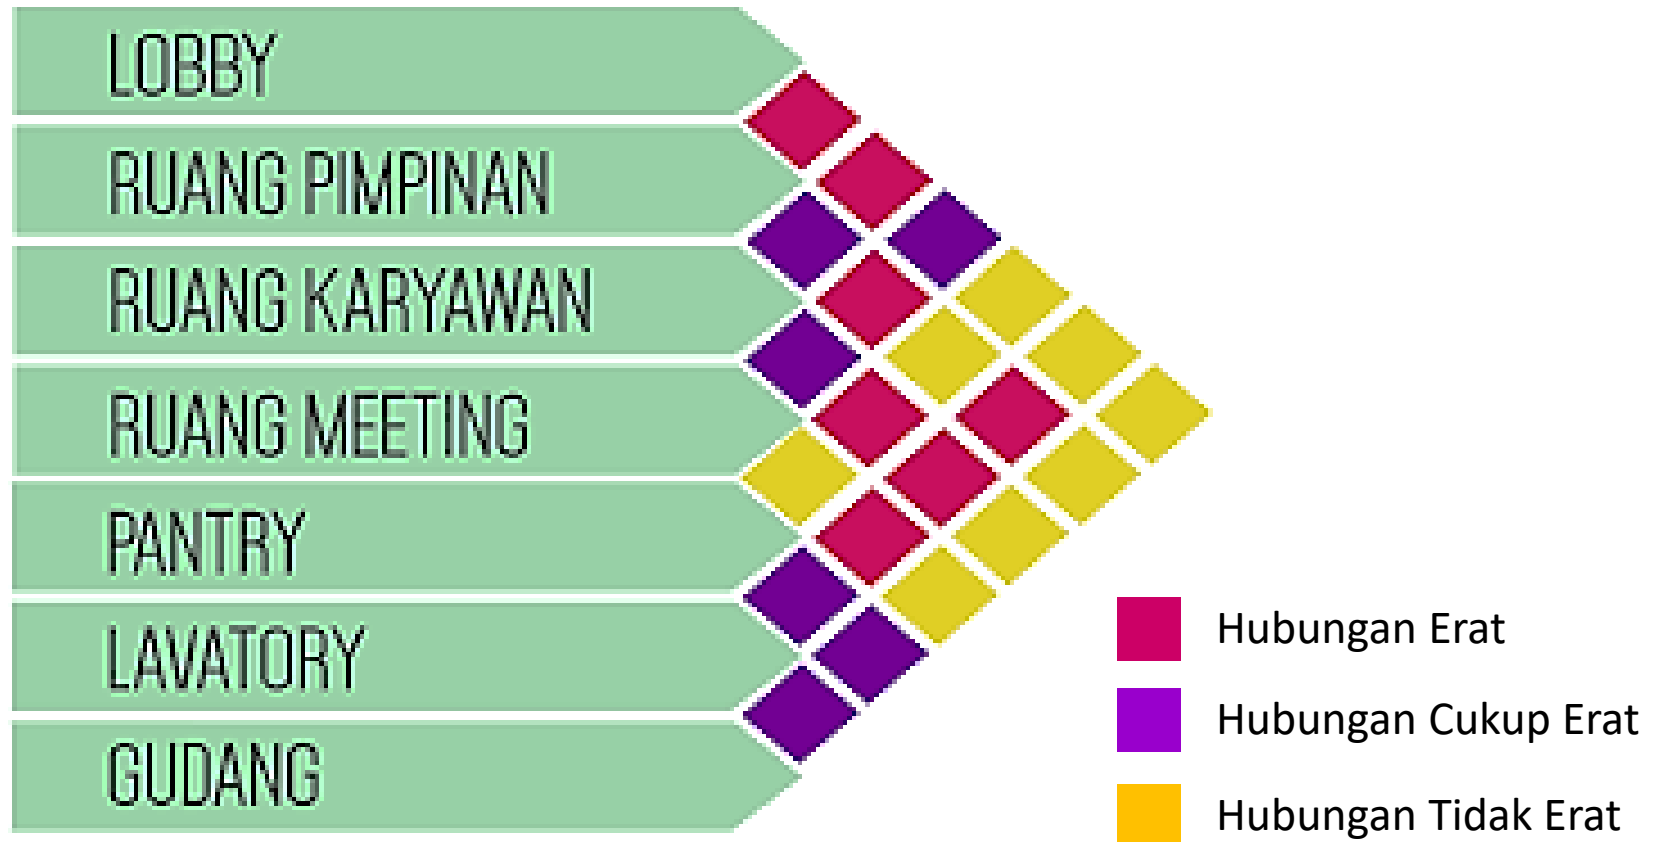 LOBBY
RUANG PIMPINAN
RUANG KARYAWAN
RUANG MEETING
PANTRY
LAVATORY
GUDANG
Hubungan Erat
Hubungan Cukup Erat
Hubungan Tidak Erat